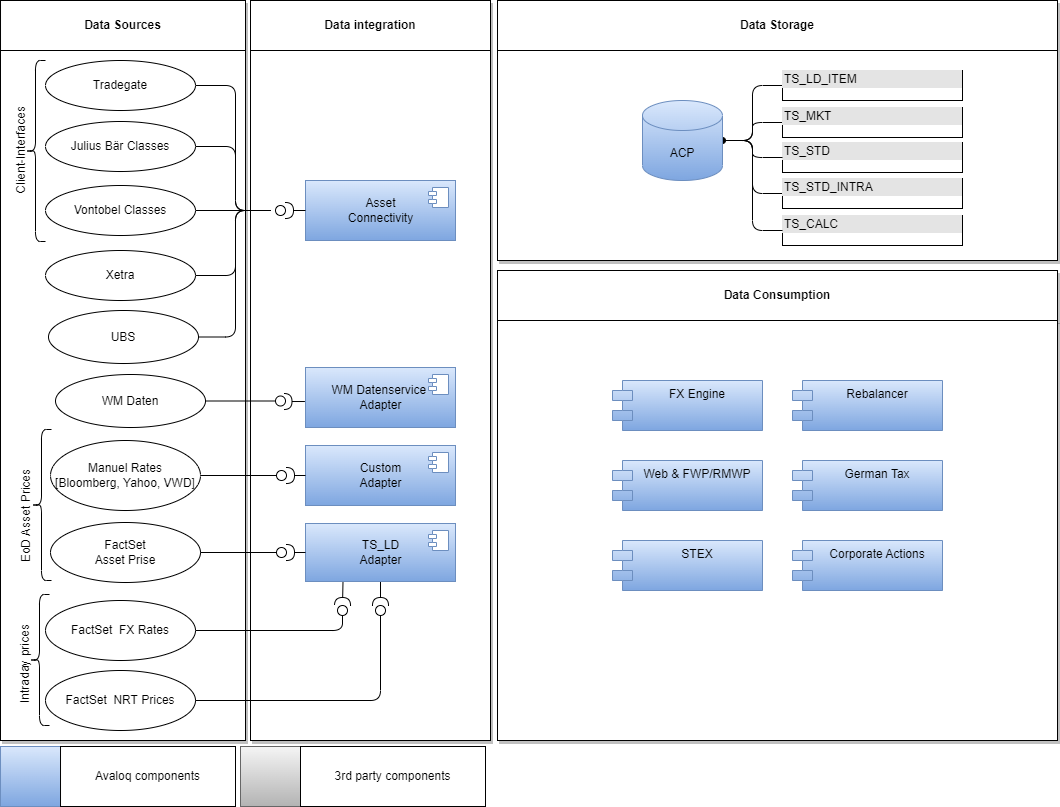 Data Sources
Client-Interfaces
Tradegate
Julius Bär Classes
Vontobel Classes
Xetra
UBS
WM Daten
EoD Asset Prices
Manuel Rates
[Bloomberg, Yahoo, VWD]
FactSet
Asset Prise
Intraday prices
FactSet  FX Rates
FactSet  NRT Prices
Data integration
Asset
Connectivity
WM Datenservice
Adapter
Custom
Adapter
TS_LD
Adapter
Data Storage
ACP
TS_LD_ITEM
TS_MKT
TS_STD
TS_STD_INTRA
TS_CALC
Data Consumption
FX Engine
Rebalancer
Web & FWP/RMWP
German Tax
STEX
Corporate Actions
Avaloq components
3rd party components